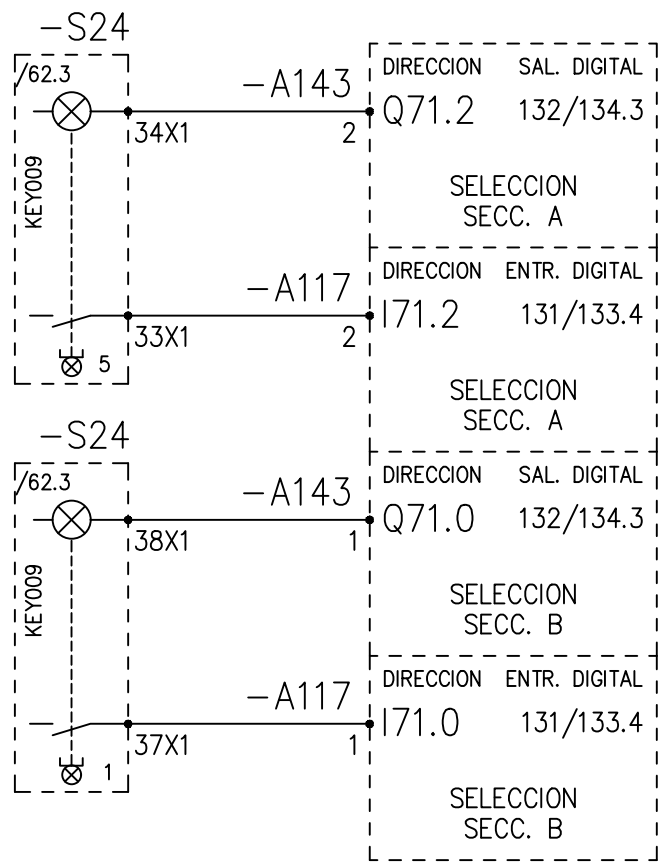 -S24
/62.3
KEY009
34X1
-A143
2
DIRECCION SAL. DIGITAL
Q71.2 132/134.3
SELECCION
SECC. A
33X1
5
-A117
2
DIRECCION ENTR. DIGITAL
I71.2 131/133.4
SELECCION
SECC. A
-S24
/62.3
KEY009
38X1
-A143
1
DIRECCION SAL. DIGITAL
Q71.0 132/134.3
SELECCION
SECC. B
37X1
1
-A117
1
DIRECCION ENTR. DIGITAL
I71.0 131/133.4
SELECCION
SECC. B